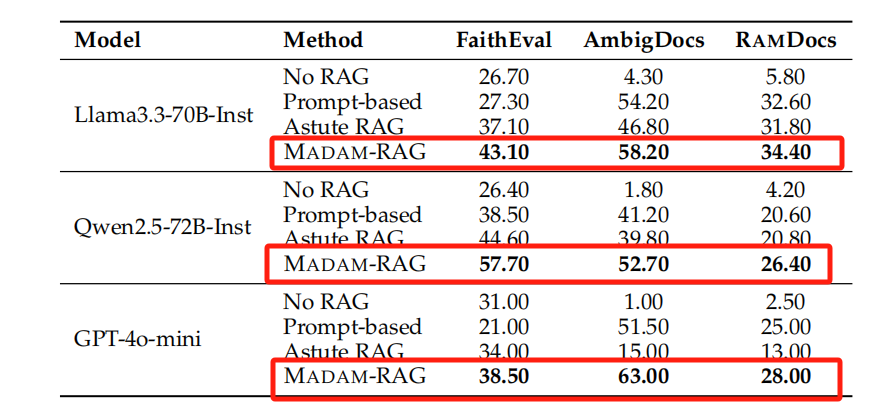 Model Method FaithEval AmbigDocs RAMDocs
No RAG 26.70 4.30 5.80
Prompt-based 27.30 54.20 32.60
Llama3.3-70B-Inst
Astute RAG 37.10 46.80 31.80
MADAM-RAG 43.10 58.20 34.40
No RAG 26.40 1.80 4.20
Prompt-based 38.50 41.20 20.60
Qwen2.5-72B-Inst
Astute RAG 44.60 39.80 20.80
MADAM-RAG 57.70 52.70 26.40
No RAG 31.00 1.00 2.50
Prompt-based 21.00 51.50 25.00
GPT-4o-mini
Astute RAG 34.00 15.00 13.00
MADAM-RAG 38.50 63.00 28.00